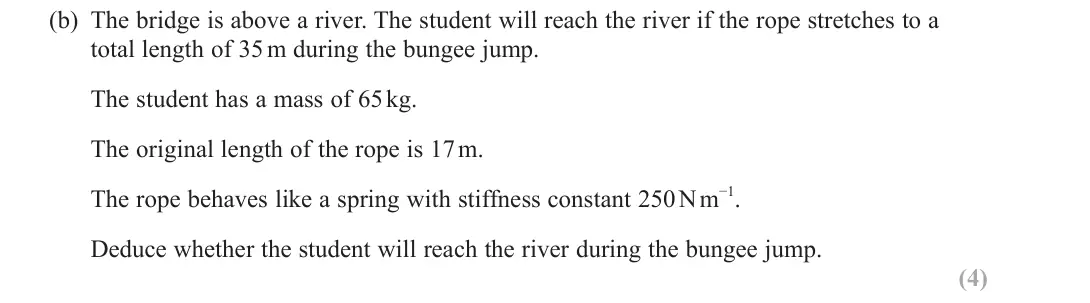 (b) The bridge is above a river. The student will reach the river if the rope stretches to a
total length of 35 m during the bungee jump.
The student has a mass of 65 kg.
The original length of the rope is 17 m.
The rope behaves like a spring with stiffness constant 250 N m⁻¹.
Deduce whether the student will reach the river during the bungee jump.
(4)